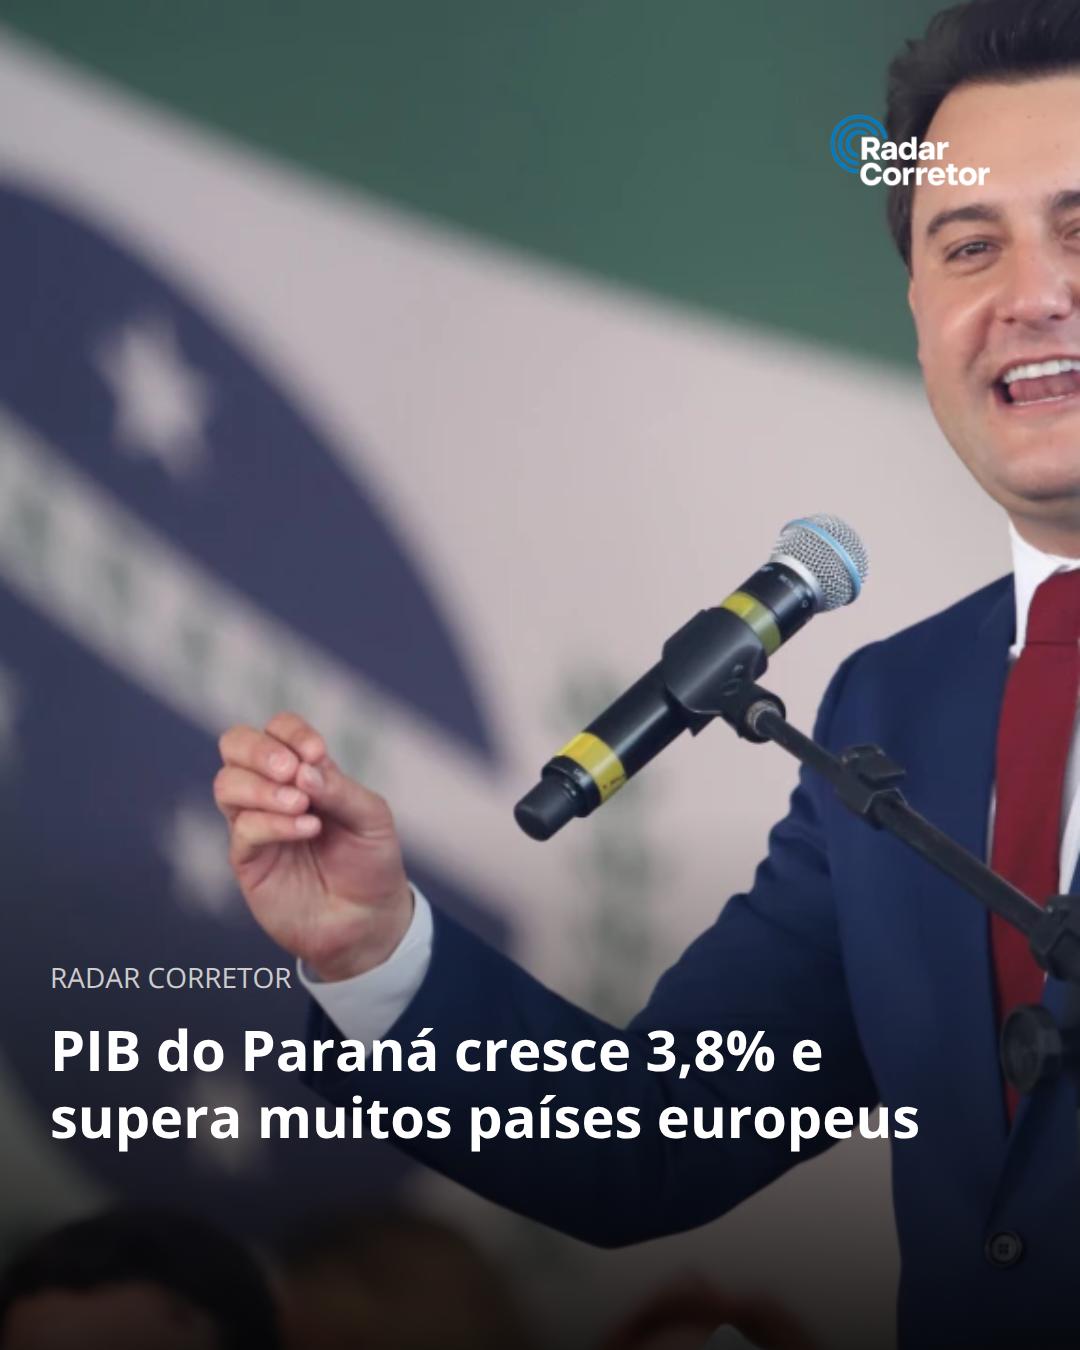 Radar
Corretor
RADAR CORRETOR
PIB do Paraná cresce 3,8% e
supera muitos países europeus